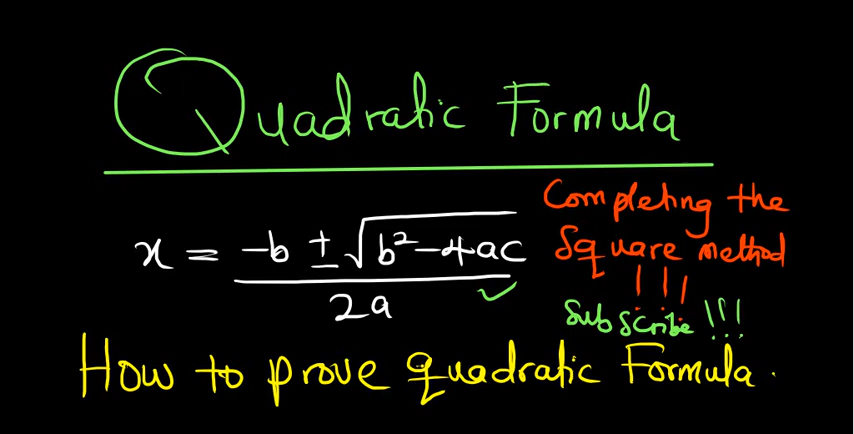 Quadratic Formula
x = -b ± √b² - 4ac / 2a
Completing the
Square method
!!!
Subscribe !!!
How to prove quadratic Formula.